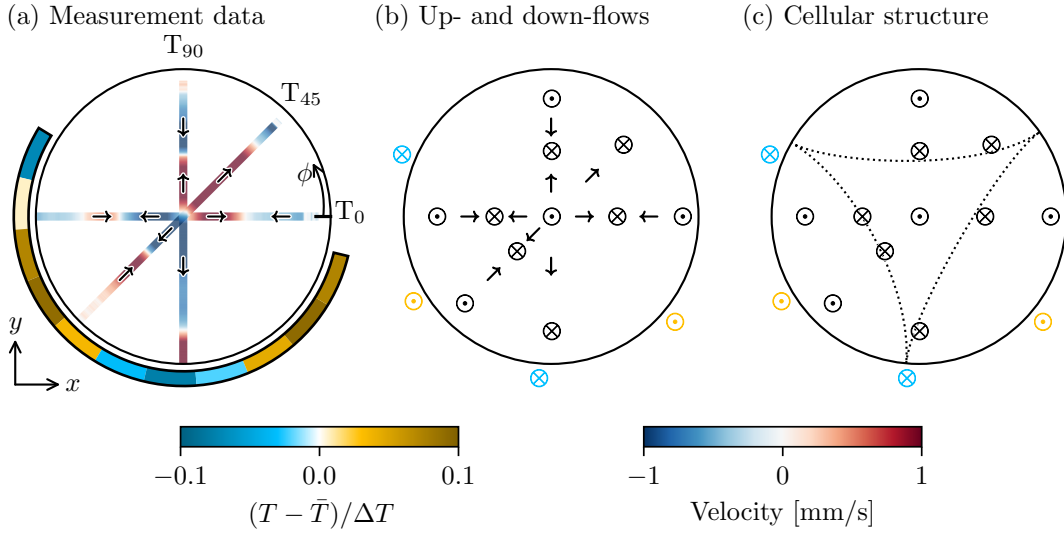 (a) Measurement data
(b) Up- and down-flows
(c) Cellular structure
T90
T45
ϕ
T0
y
x
−0.1
0.0
0.1
(T − T̄)/ΔT
−1
0
1
Velocity [mm/s]